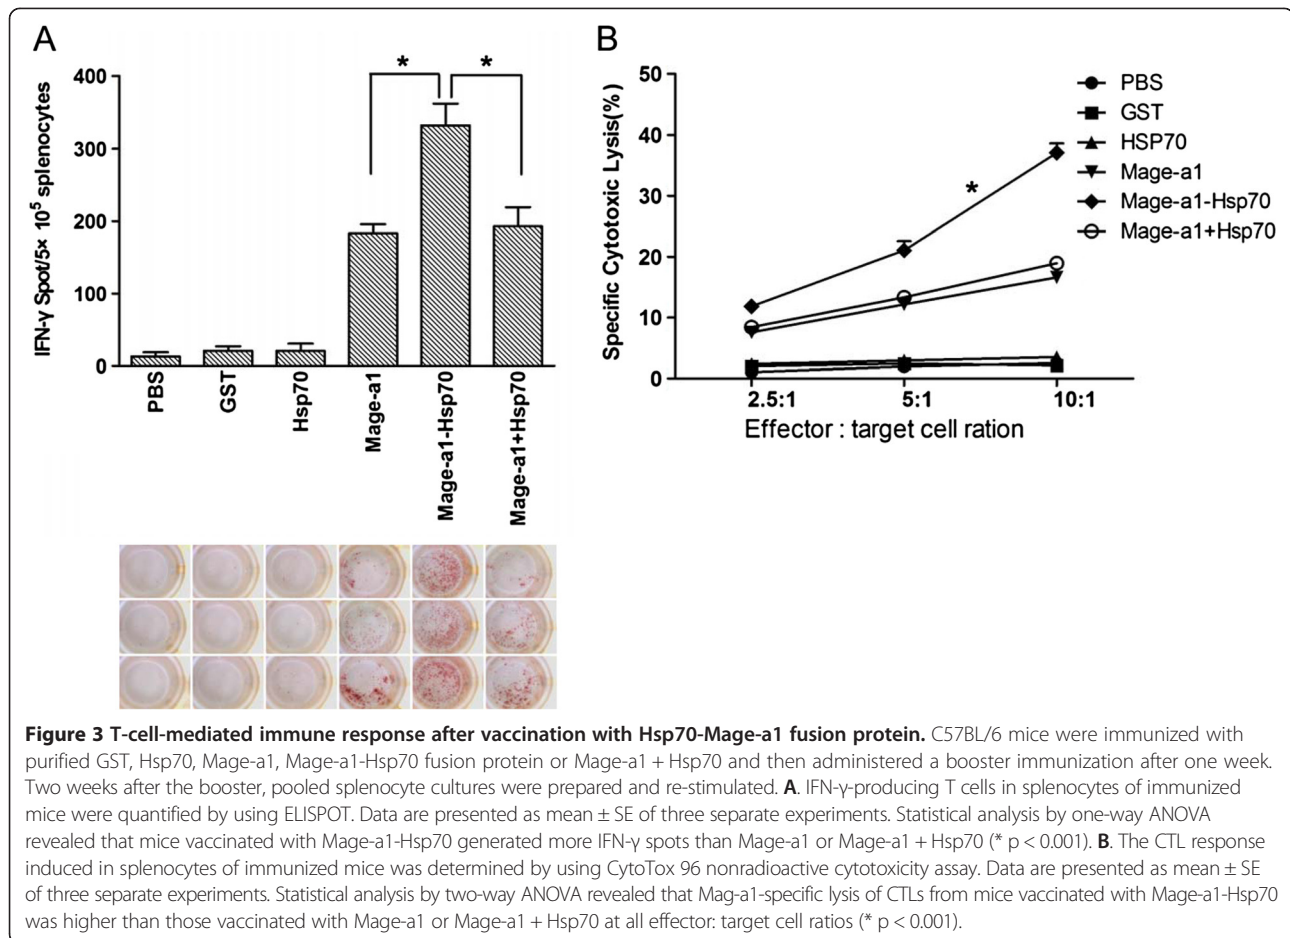 A
IFN-γ Spot/5× 10⁵ splenocytes
400
300
200
100
0
*
*
PBS
GST
Hsp70
Mage-a1
Mage-a1-Hsp70
Mage-a1+Hsp70
B
Specific Cytotoxic Lysis(%)
50
40
30
20
10
0
*
2.5:1
5:1
10:1
Effector : target cell ration
PBS
GST
HSP70
Mage-a1
Mage-a1-Hsp70
Mage-a1+Hsp70
Figure 3 T-cell-mediated immune response after vaccination with Hsp70-Mage-a1 fusion protein. C57BL/6 mice were immunized with
purified GST, Hsp70, Mage-a1, Mage-a1-Hsp70 fusion protein or Mage-a1 + Hsp70 and then administered a booster immunization after one week.
Two weeks after the booster, pooled splenocyte cultures were prepared and re-stimulated. A. IFN-γ-producing T cells in splenocytes of immunized
mice were quantified by using ELISPOT. Data are presented as mean ± SE of three separate experiments. Statistical analysis by one-way ANOVA
revealed that mice vaccinated with Mage-a1-Hsp70 generated more IFN-γ spots than Mage-a1 or Mage-a1 + Hsp70 (* p < 0.001). B. The CTL response
induced in splenocytes of immunized mice was determined by using CytoTox 96 nonradioactive cytotoxicity assay. Data are presented as mean ± SE
of three separate experiments. Statistical analysis by two-way ANOVA revealed that Mag-a1-specific lysis of CTLs from mice vaccinated with Mage-a1-Hsp70
was higher than those vaccinated with Mage-a1 or Mage-a1 + Hsp70 at all effector: target cell ratios (* p < 0.001).